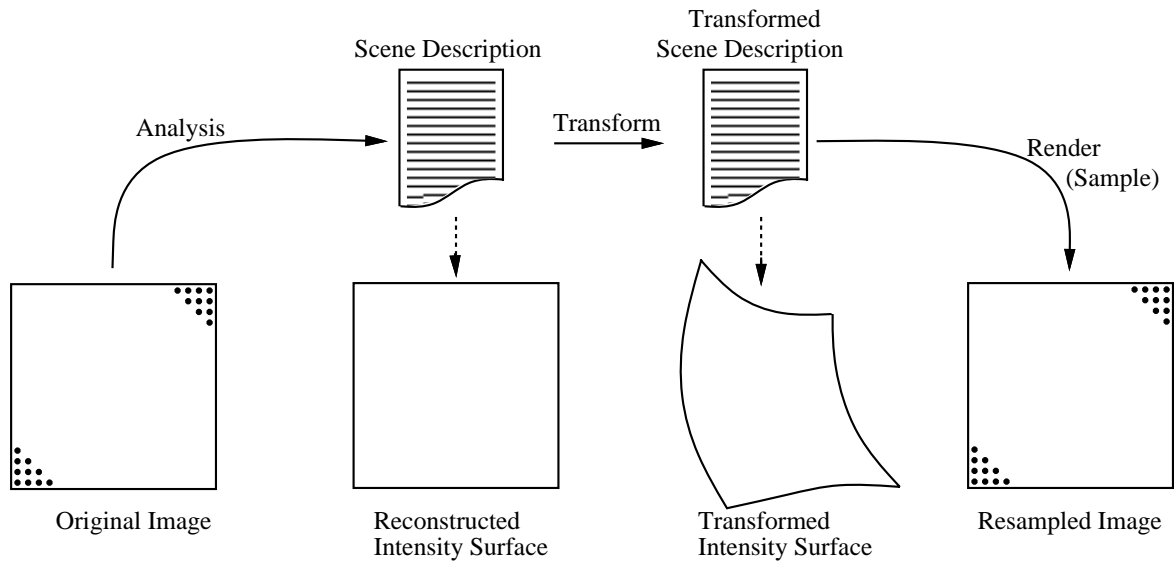 Transformed
Scene Description
Scene Description
Analysis
Transform
Render
(Sample)
Original Image
Reconstructed
Intensity Surface
Transformed
Intensity Surface
Resampled Image